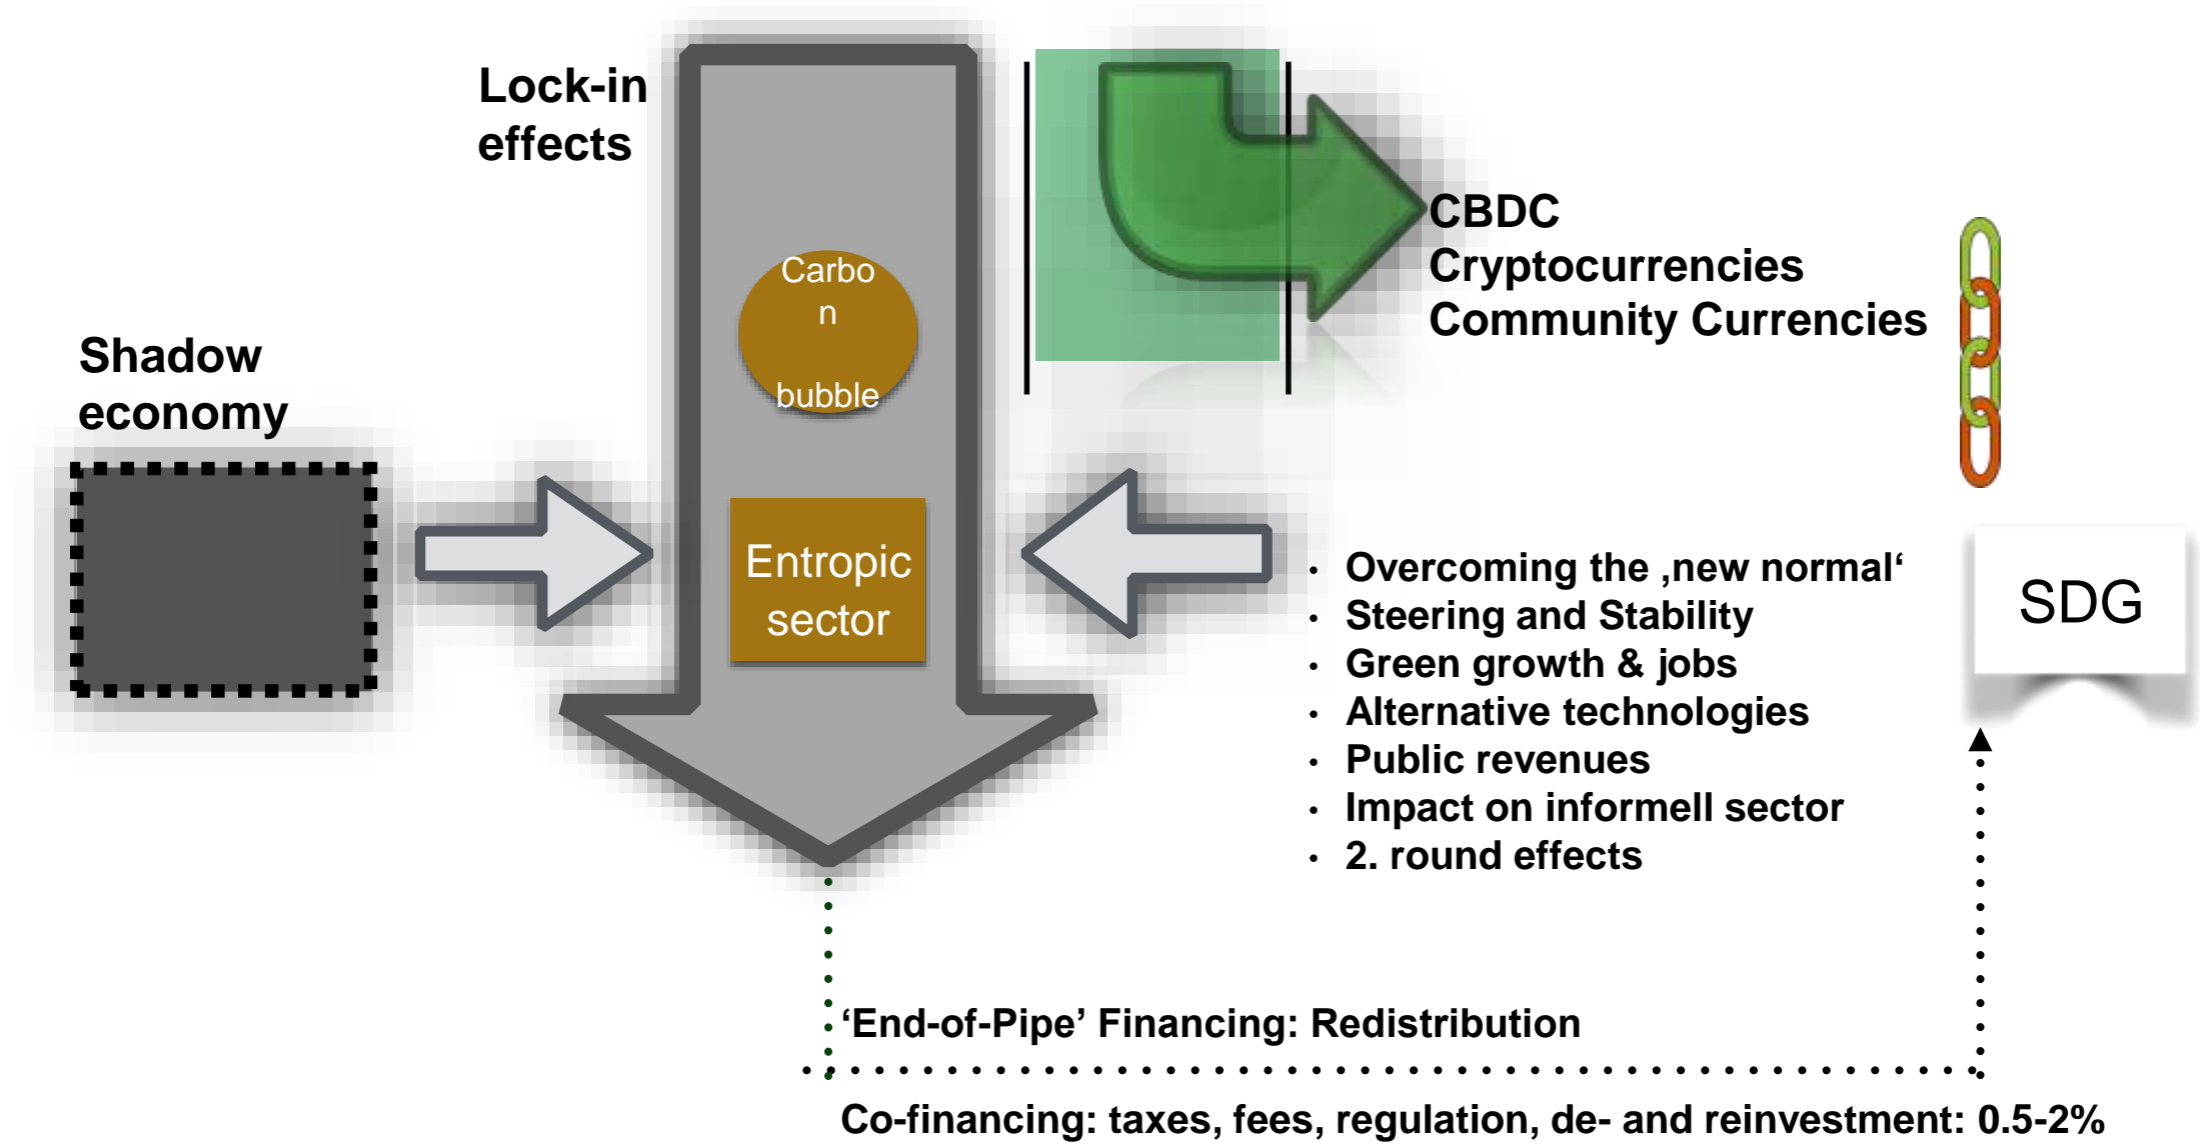 Lock-in
effects
Carbo
n
bubble
CBDC
Cryptocurrencies
Community Currencies
Shadow
economy
Entropic
sector
• Overcoming the ‚new normal‘
• Steering and Stability
• Green growth & jobs
• Alternative technologies
• Public revenues
• Impact on informell sector
• 2. round effects
SDG
‘End-of-Pipe’ Financing: Redistribution
Co-financing: taxes, fees, regulation, de- and reinvestment: 0.5-2%